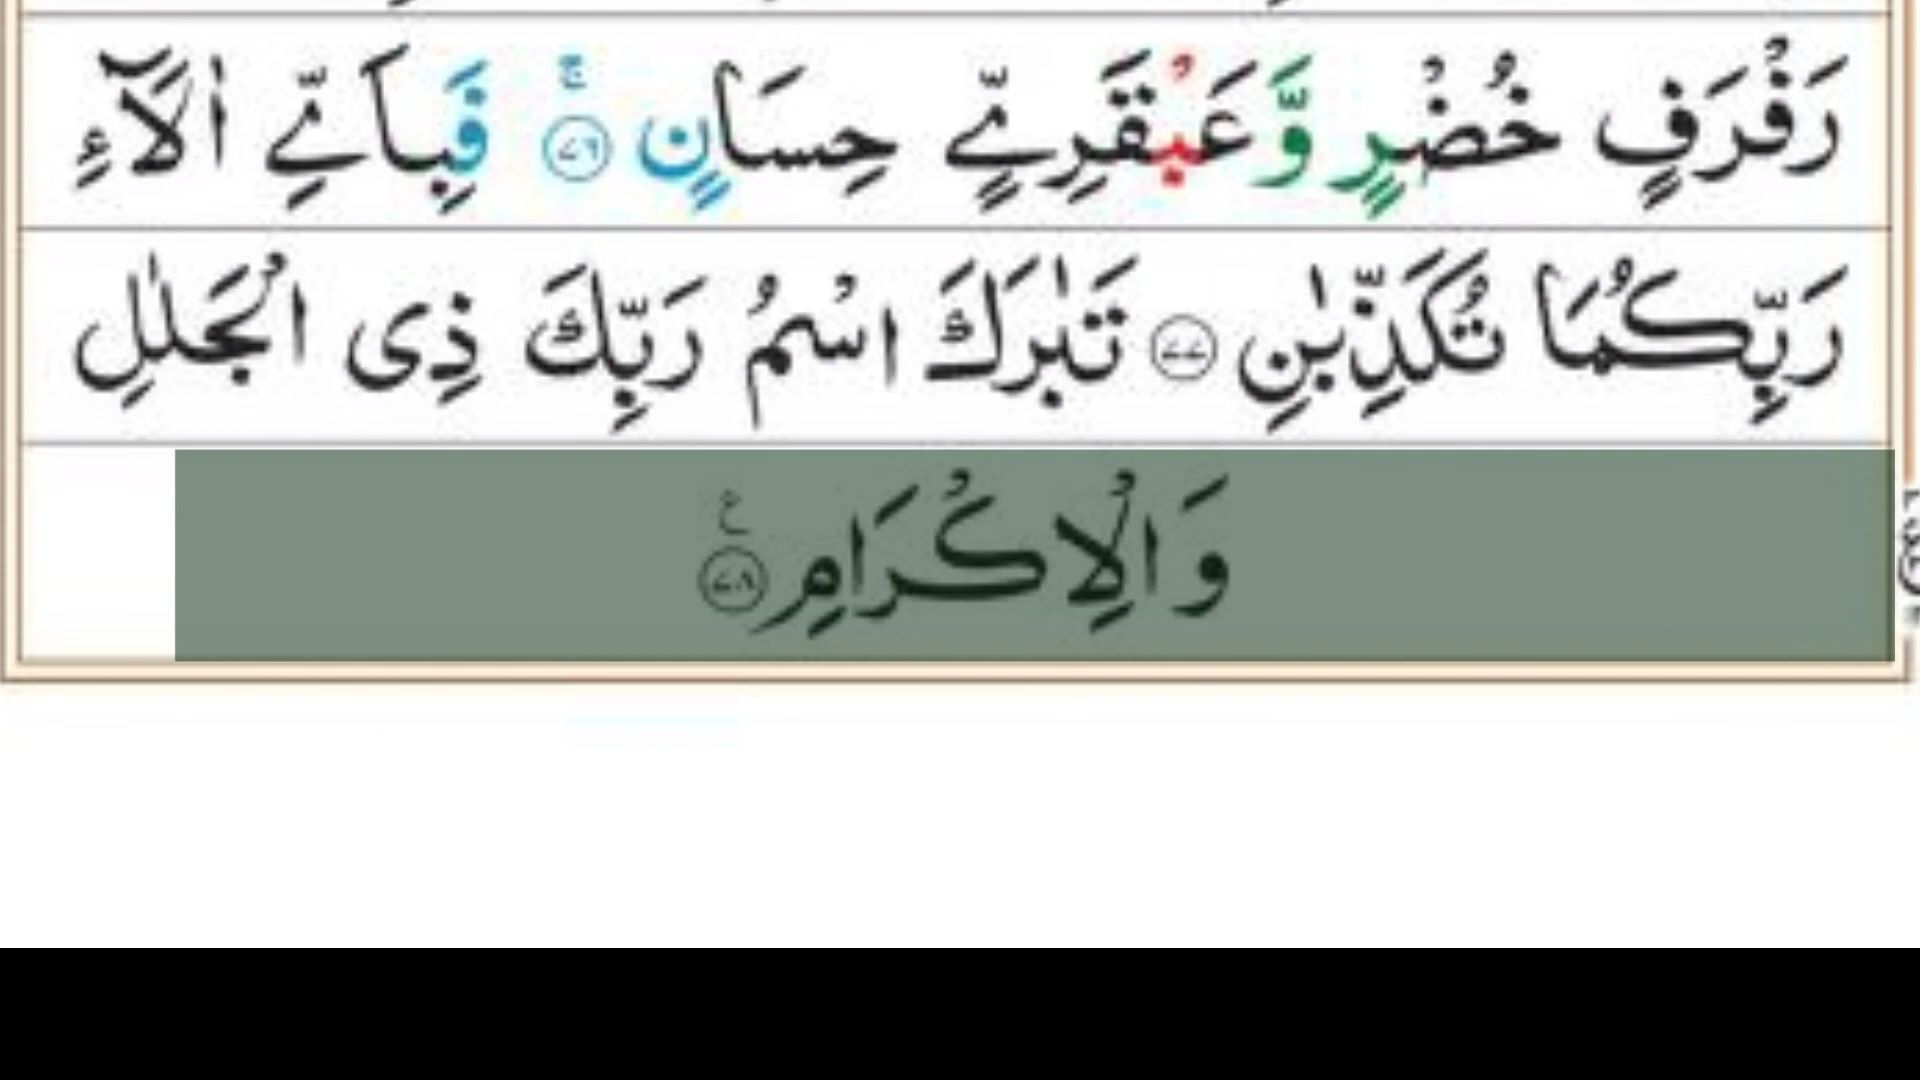 رَفْرَفٍ خُضْرٍ وَّعَبْقَرِیٍّ حِسَانٍ ۚ ﴿۷۶﴾ فَبِاَیِّ اٰلَآءِ
رَبِّكُمَا تُكَذِّبٰنِ ﴿۷۷﴾ تَبٰرَكَ اسْمُ رَبِّكَ ذِی الْجَلٰلِ
وَالْاِكْرَامِ ﴿۷۸﴾ ع